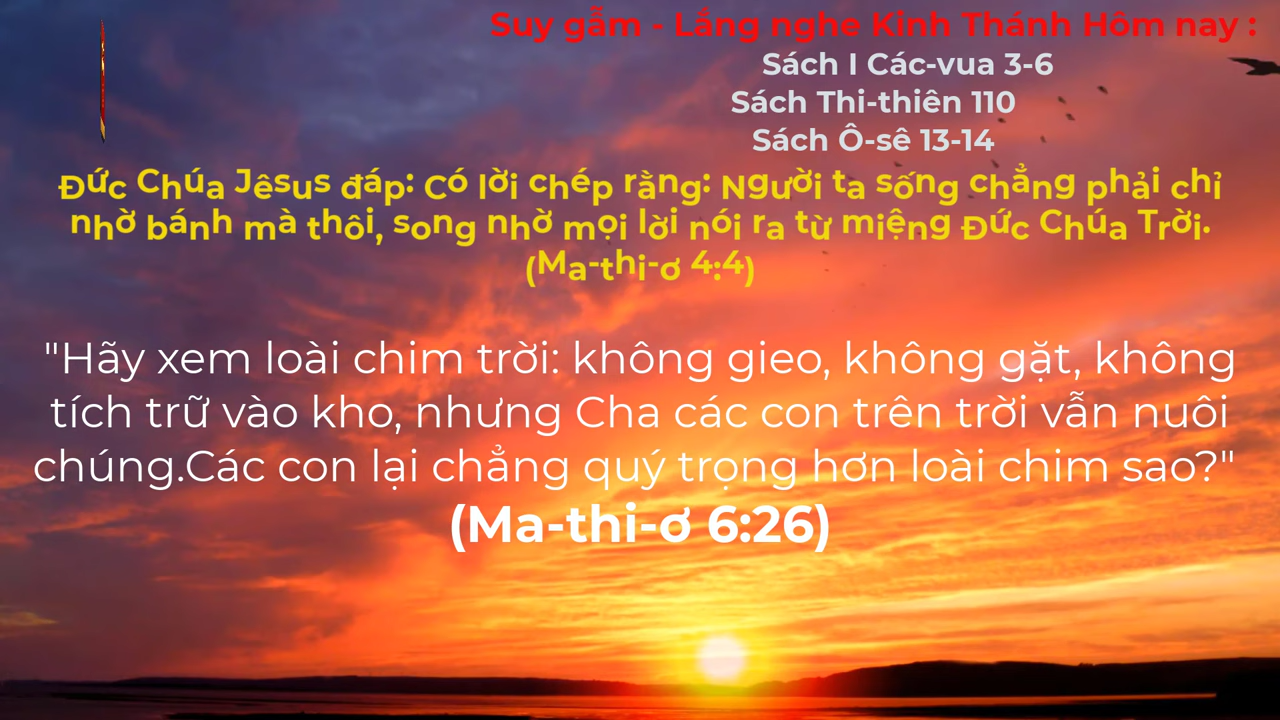 Suy gẫm - Lắng nghe Kinh Thánh Hôm nay :
Sách I Các-vua 3-6
Sách Thi-thiên 110
Sách Ô-sê 13-14
Đức Chúa Jêsus đáp: Có lời chép rằng: Người ta sống chẳng phải chỉ
nhờ bánh mà thôi, song nhờ mọi lời nói ra từ miệng Đức Chúa Trời.
(Ma-thi-ơ 4:4)
"Hãy xem loài chim trời: không gieo, không gặt, không
tích trữ vào kho, nhưng Cha các con trên trời vẫn nuôi
chúng.Các con lại chẳng quý trọng hơn loài chim sao?"
(Ma-thi-ơ 6:26)